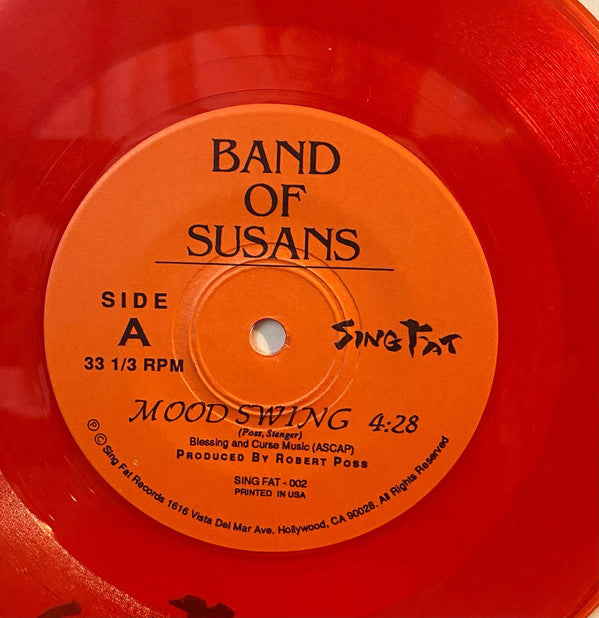 BAND
OF
SUSANS
SIDE
A
33 1/3 RPM
SING FAT
MOOD SWING 4:28
(Poss, Stenger)
Blessing and Curse Music (ASCAP)
PRODUCED BY ROBERT POSS
SING FAT - 002
PRINTED IN USA
℗ © Sing Fat Records 1616 Vista Del Mar Ave. Hollywood, CA 90028. All Rights Reserved